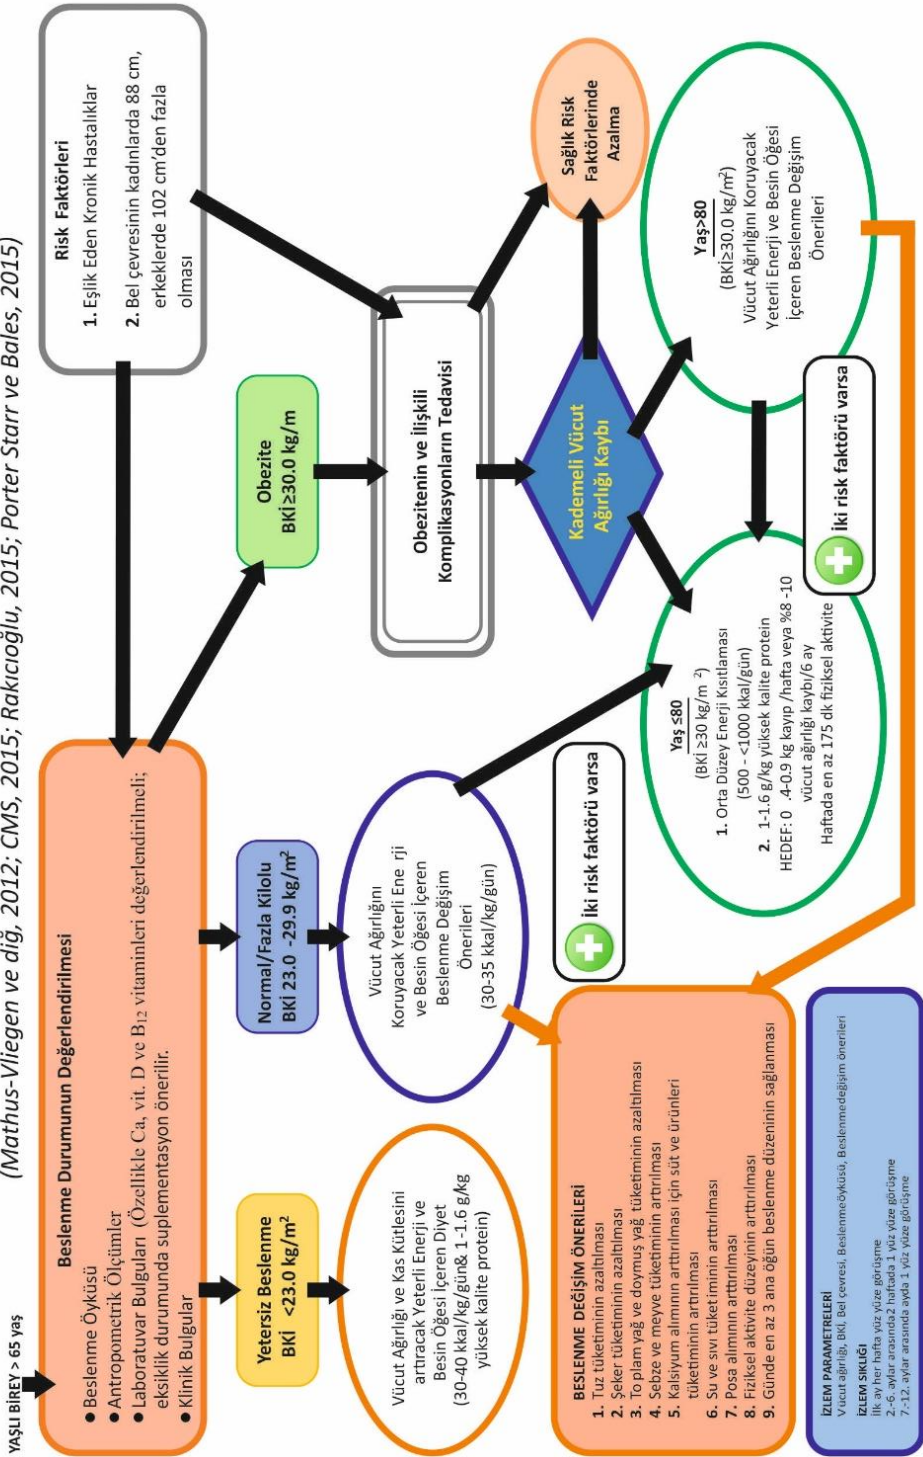 (Mathus-Vliegen ve diğ, 2012; CMS, 2015; Rakıcıoğlu, 2015; Porter Starr ve Bales, 2015)
YAŞLI BİREY > 65 yaş
Beslenme Durumunun Değerlendirilmesi
● Beslenme Öyküsü
● Antropometrik Ölçümler
● Laboratuvar Bulguları (Özellikle Ca, vit. D ve B12 vitaminleri değerlendirilmeli;
eksiklik durumunda suplementasyon önerilir.
● Klinik Bulgular
Risk Faktörleri
1. Eşlik Eden Kronik Hastalıklar
2. Bel çevresinin kadınlarda 88 cm,
erkeklerde 102 cm'den fazla
olması
Yetersiz Beslenme
BKİ <23.0 kg/m2
Normal/Fazla Kilolu
BKİ 23.0 -29.9 kg/m2
Obezite
BKİ ≥30.0 kg/m
Vücut Ağırlığı ve Kas Kütlesini
arttıracak Yeterli Enerji ve
Besin Öğesi İçeren Diyet
(30-40 kkal/kg/gün& 1-1.6 g/kg
yüksek kalite protein)
Vücut Ağırlığını
Koruyacak Yeterli Ene rji
ve Besin Öğesi İçeren
Beslenme Değişim
Önerileri
(30-35 kkal/kg/gün)
Obezitenin ve İlişkili
Komplikasyonların Tedavisi
Kademeli Vücut
Ağırlığı Kaybı
Sağlık Risk
Faktörlerinde
Azalma
İki risk faktörü varsa
Yaş ≤80
(BKİ ≥30 kg/m 2)
1. Orta Düzey Enerji Kısıtlaması
(500 - <1000 kkal/gün)
2. 1-1.6 g/kg yüksek kalite protein
HEDEF: 0 .4-0.9 kg kayıp /hafta veya %8 -10
vücut ağırlığı kaybı/6 ay
Haftada en az 175 dk fiziksel aktivite
İki risk faktörü varsa
Yaş>80
(BKİ≥30.0 kg/m2)
Vücut Ağırlığını Koruyacak
Yeterli Enerji ve Besin Öğesi
İçeren Beslenme Değişim
Önerileri
BESLENME DEĞİŞİM ÖNERİLERİ
1. Tuz tüketiminin azaltılması
2. Şeker tüketiminin azaltılması
3. To plam yağ ve doymuş yağ tüketiminin azaltılması
4. Sebze ve meyve tüketiminin artırılması
5. Kalsiyum alımının arttırılması için süt ve ürünleri
tüketiminin artırılması
6. Su ve sıvı tüket iminin arttırılması
7. Posa alımının arttırılması
8. Fiziksel aktivite düzeyinin arttırılması
9. Günde en az 3 ana öğün beslenme düzeninin sağlanması
İZLEM PARAMETRELERİ
Vücut ağırlığı, BKİ, Bel çevresi, Beslenme öyküsü, Beslenmedeğişim önerileri
İZLEM SIKLIĞI
ilk ay her hafta yüz yüze görüşme
2.-6. aylar arasında 2 haftada 1 yüz yüze görüşme
7.-12. aylar arasında ayda 1 yüz yüze görüşme